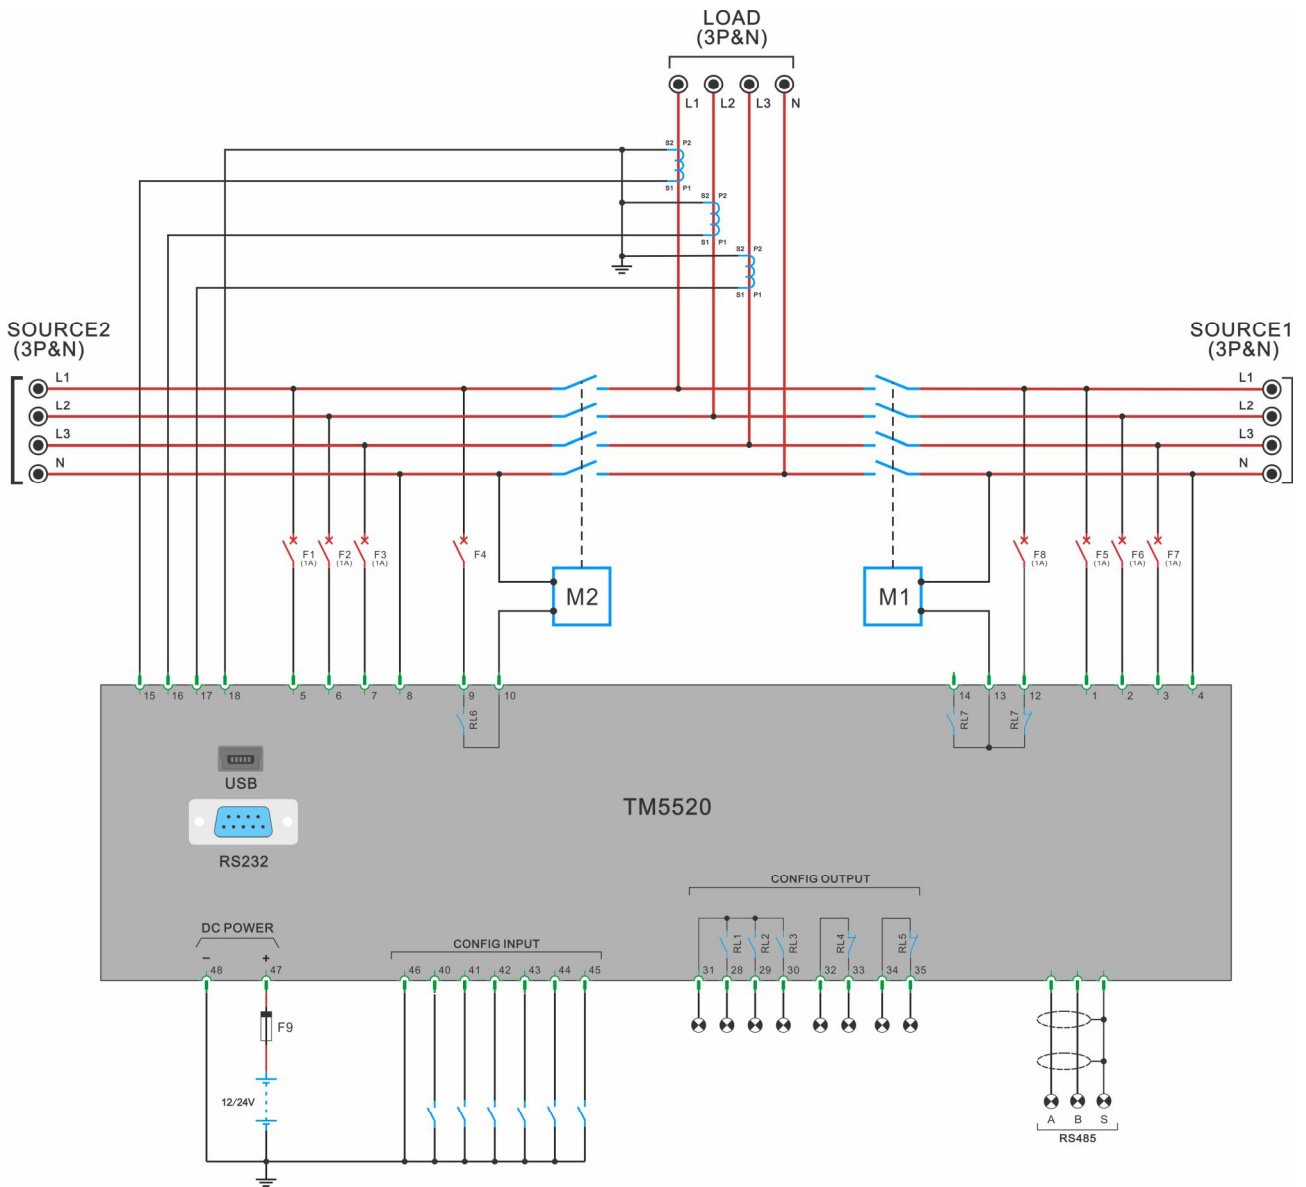 LOAD
(3P&N)
L1 L2 L3 N
S2 P2
S1 P1
S2 P2
S1 P1
S2 P2
S1 P1
SOURCE2
(3P&N)
SOURCE1
(3P&N)
L1 L1
L2 L2
L3 L3
N N
F1 F2 F3 F4 F8 F5 F6 F7
(1A) (1A) (1A) (1A) (1A) (1A) (1A)
M2 M1
15 16 17 18 5 6 7 8 9 10 14 13 12 1 2 3 4
RL6 RL7 RL7
USB
TM5520
RS232
CONFIG OUTPUT
DC POWER
CONFIG INPUT
RL1 RL2 RL3 RL4 RL5
− +
48 47 46 40 41 42 43 44 45 31 28 29 30 32 33 34 35
F9
12/24V
A B S
RS485